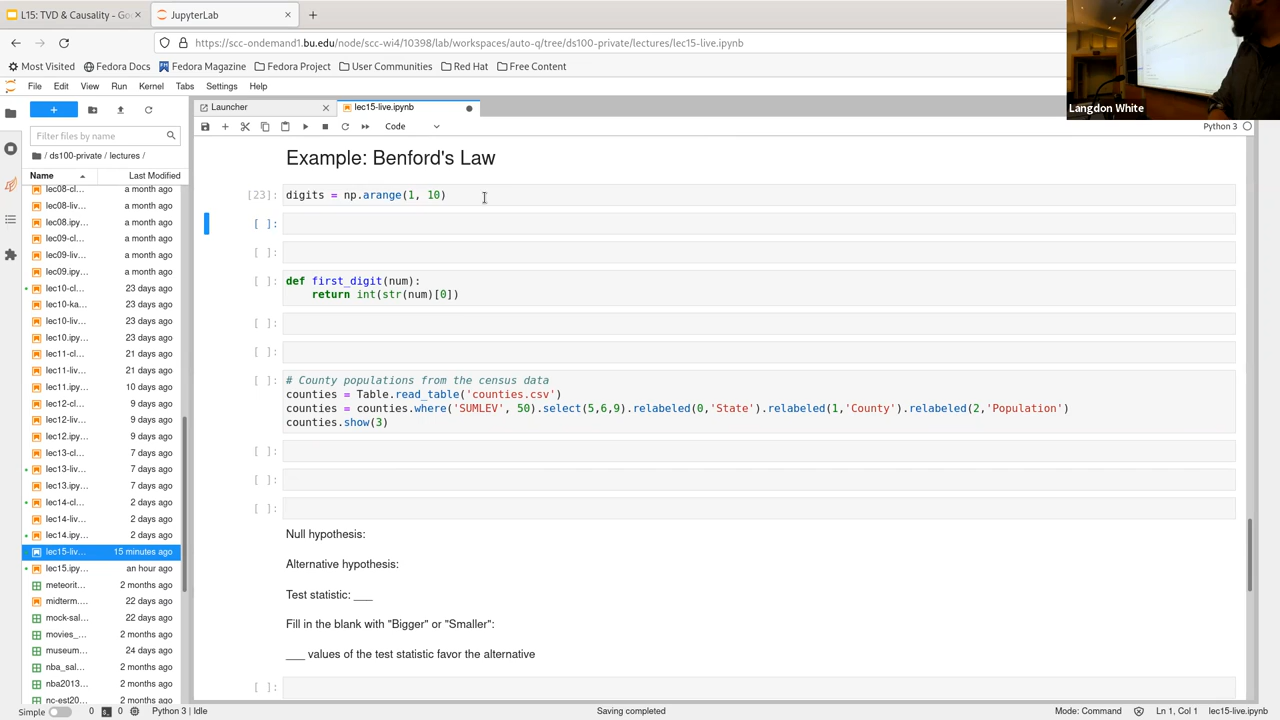 L15: TVD & Causality - Go
JupyterLab
https://scc-ondemand1.bu.edu/node/scc-wi4/10398/lab/workspaces/auto-q/tree/ds100-private/lectures/lec15-live.ipynb
Most Visited
Fedora Docs
Fedora Magazine
Fedora Project
User Communities
Red Hat
Free Content
Langdon White
File Edit View Run Kernel Tabs Settings Help
Launcher
lec15-live.ipynb
Code
Python 3
Filter files by name
/ ds100-private / lectures /
Name Last Modified
lec08-cl... a month ago
lec08-liv... a month ago
lec08.ipy... a month ago
lec09-cl... a month ago
lec09-liv... a month ago
lec09.ipy... a month ago
lec10-cl... 23 days ago
lec10-ka... 23 days ago
lec10-liv... 23 days ago
lec10.ipy... 23 days ago
lec11-cl... 21 days ago
lec11-liv... 21 days ago
lec11.ipy... 10 days ago
lec12-cl... 9 days ago
lec12-liv... 9 days ago
lec12.ipy... 9 days ago
lec13-cl... 7 days ago
lec13-liv... 7 days ago
lec13.ipy... 7 days ago
lec14-cl... 2 days ago
lec14-liv... 2 days ago
lec14.ipy... 2 days ago
lec15-liv... 15 minutes ago
lec15.ipy... an hour ago
meteorit... 2 months ago
midterm.... 22 days ago
mock-sal... 22 days ago
movies_... 2 months ago
museum... 24 days ago
nba_sal... 2 months ago
nba2013... 2 months ago
nc-est20... 2 months ago
Example: Benford's Law
[23]: digits = np.arange(1, 10)
[ ]:
[ ]:
[ ]: def first_digit(num):
return int(str(num)[0])
[ ]:
[ ]:
[ ]: # County populations from the census data
counties = Table.read_table('counties.csv')
counties = counties.where('SUMLEV', 50).select(5,6,9).relabeled(0,'State').relabeled(1,'County').relabeled(2,'Population')
counties.show(3)
[ ]:
[ ]:
[ ]:
Null hypothesis:
Alternative hypothesis:
Test statistic: ___
Fill in the blank with "Bigger" or "Smaller":
___ values of the test statistic favor the alternative
[ ]:
Simple 0 1 Python 3 | Idle Saving completed Mode: Command Ln 1, Col 1 lec15-live.ipynb